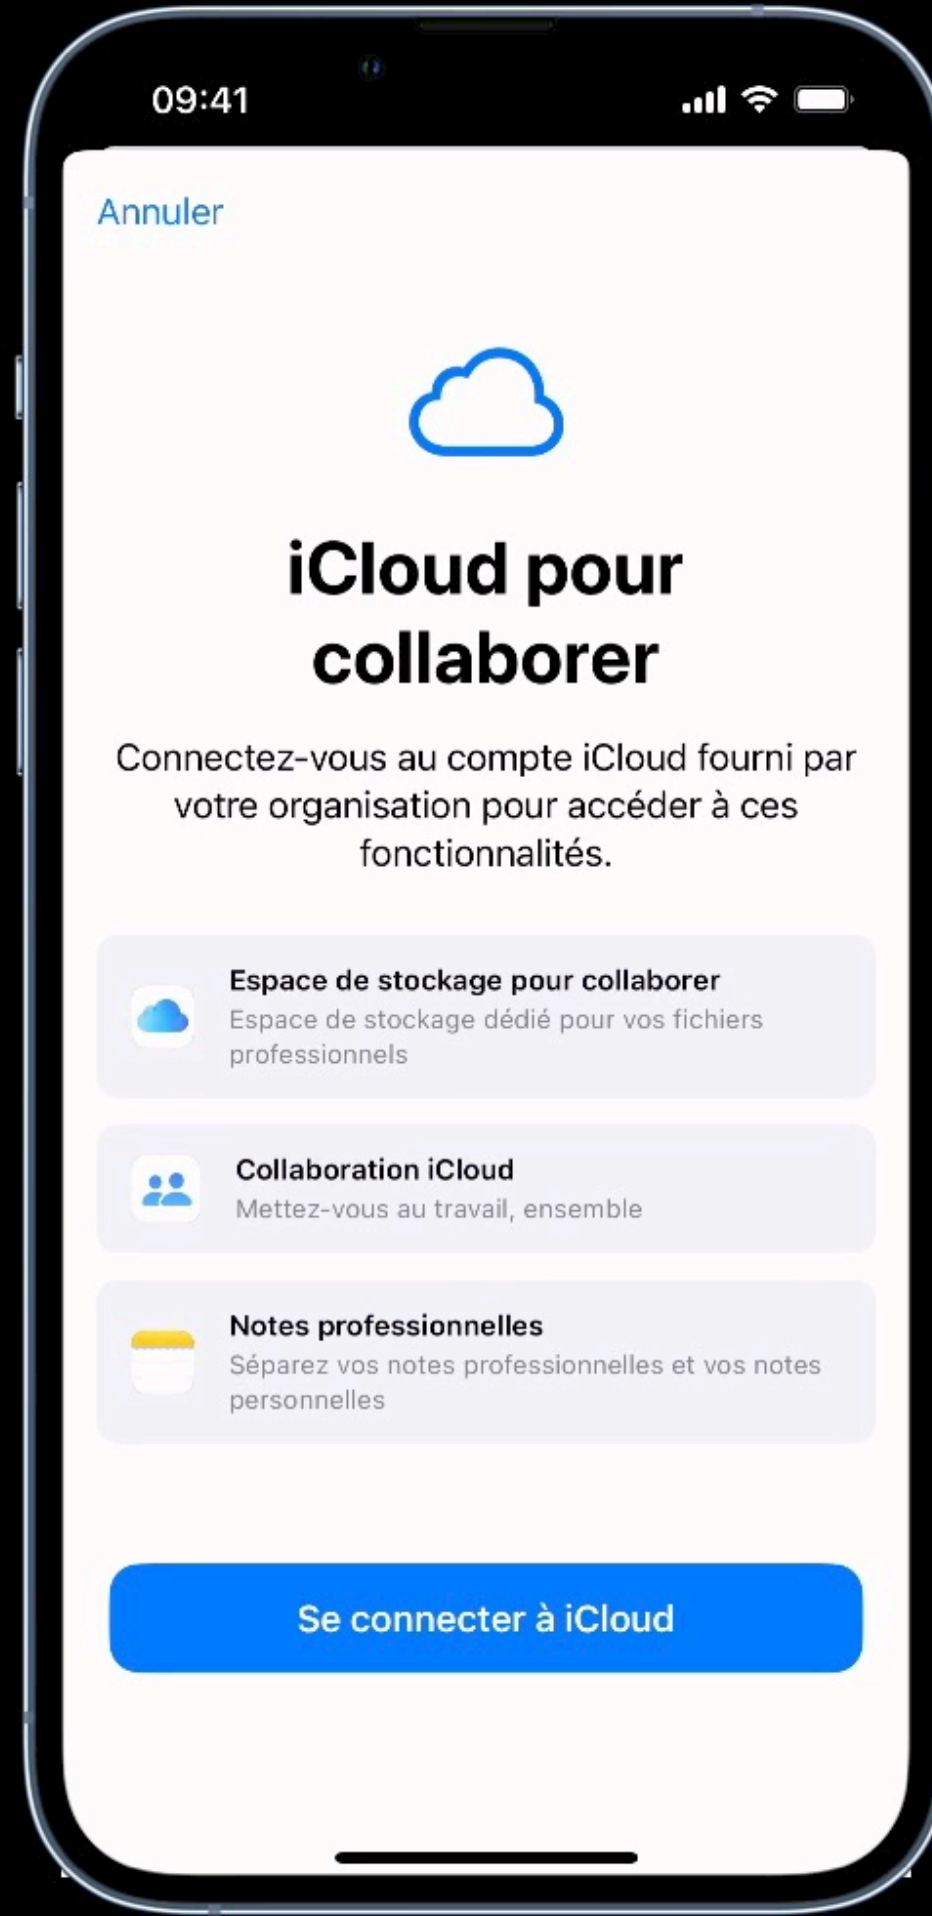 09:41
Annuler
iCloud pour
collaborer
Connectez-vous au compte iCloud fourni par
votre organisation pour accéder à ces
fonctionnalités.
Espace de stockage pour collaborer
Espace de stockage dédié pour vos fichiers
professionnels
Collaboration iCloud
Mettez-vous au travail, ensemble
Notes professionnelles
Séparez vos notes professionnelles et vos notes
personnelles
Se connecter à iCloud